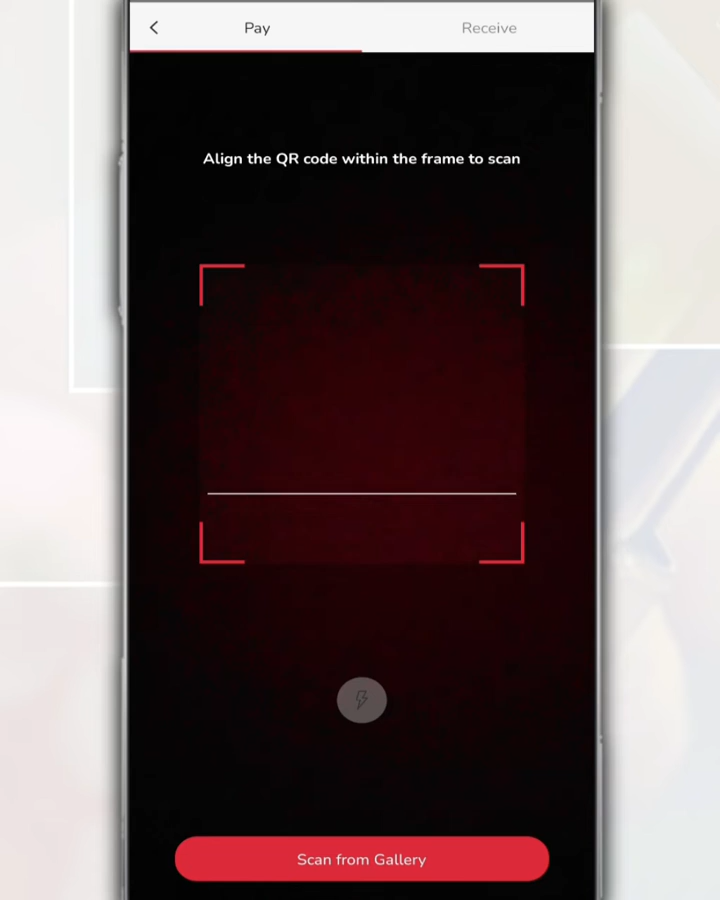 Pay
Receive
Align the QR code within the frame to scan
Scan from Gallery